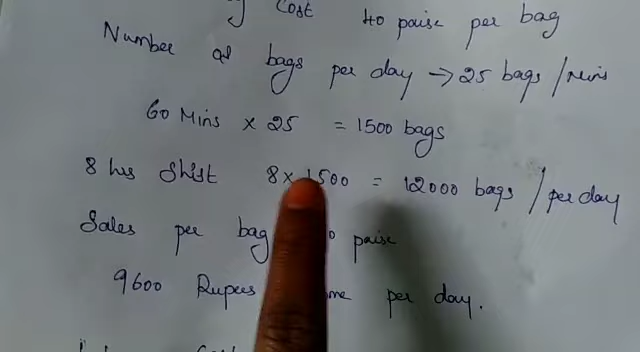 Cost 40 paise per bag
Number of bags per day → 25 bags / Mins
60 Mins x 25 = 1500 bags
8 hrs Shift 8 x 1500 = 12000 bags / per day
Sales per bag paise
9600 Rupees per day.